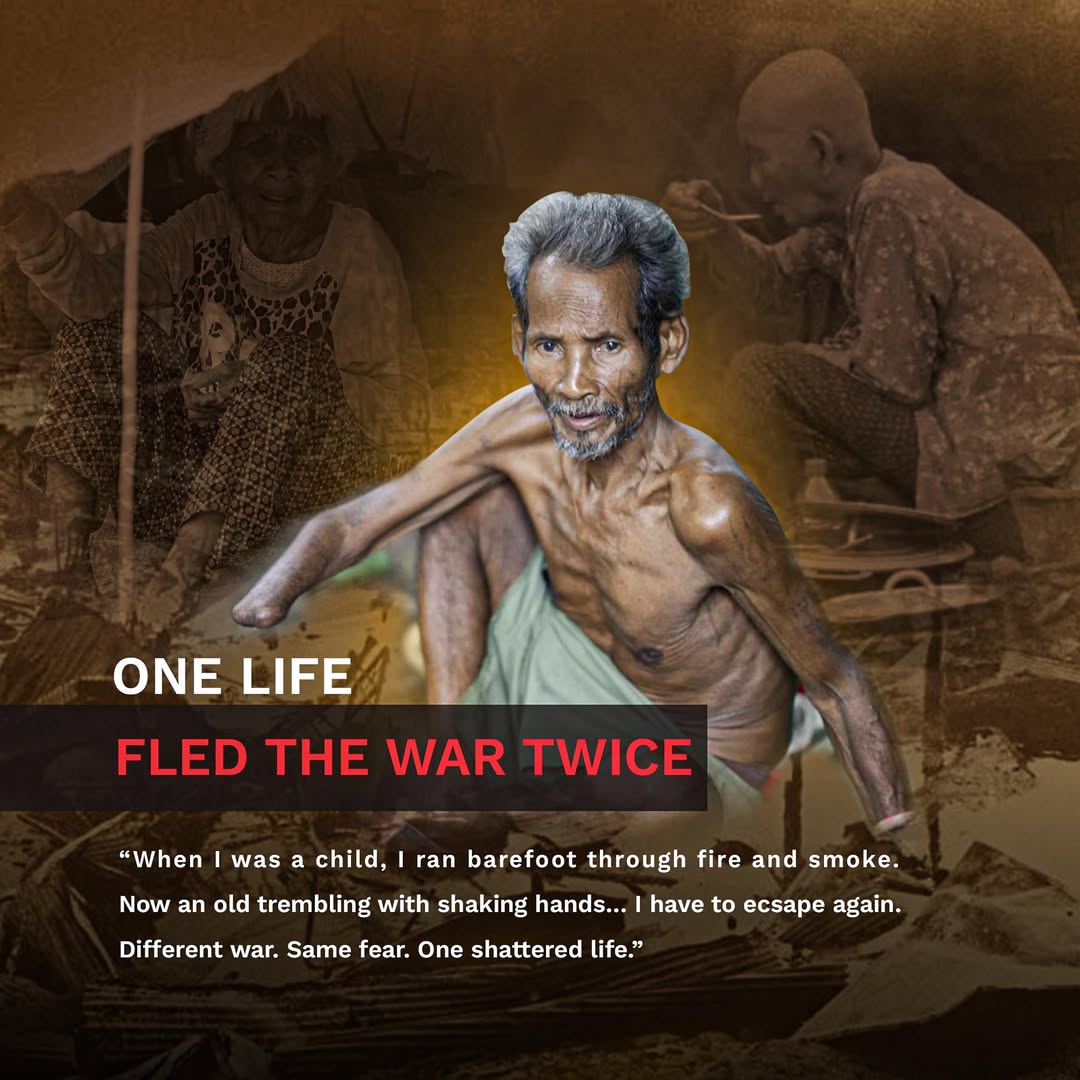 ONE LIFE
FLED THE WAR TWICE
“When I was a child, I ran barefoot through fire and smoke.
Now an old trembling with shaking hands... I have to ecsape again.
Different war. Same fear. One shattered life.”